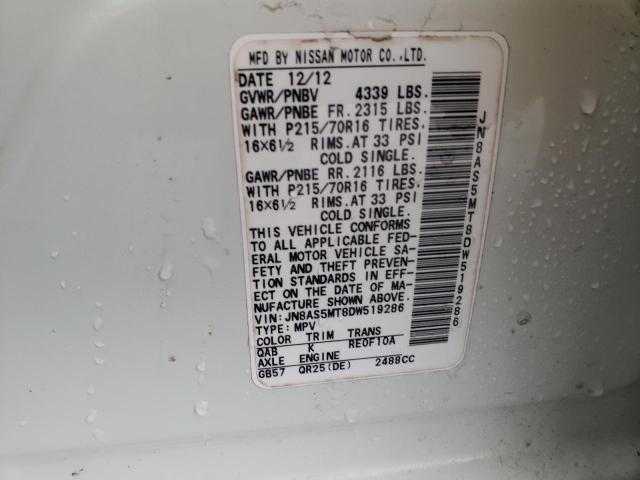 MFD BY NISSAN MOTOR CO.,LTD.
DATE 12/12
GVWR/PNBV 4339 LBS.
GAWR/PNBE FR. 2315 LBS.
WITH P215/70R16 TIRES.
16X6½ RIMS.AT 33 PSI
COLD SINGLE.
GAWR/PNBE RR. 2116 LBS.
WITH P215/70R16 TIRES.
16X6½ RIMS.AT 33 PSI
COLD SINGLE.
THIS VEHICLE CONFORMS
TO ALL APPLICABLE FED-
ERAL MOTOR VEHICLE SA-
FETY AND THEFT PREVEN-
TION STANDARDS IN EFF-
ECT ON THE DATE OF MA-
NUFACTURE SHOWN ABOVE.
VIN: JN8AS5MT8DW519286
TYPE: MPV
COLOR TRIM TRANS
QAB K RE0F10A
AXLE ENGINE
GB57 QR25(DE) 2488CC
JN8AS5MT8DW519286